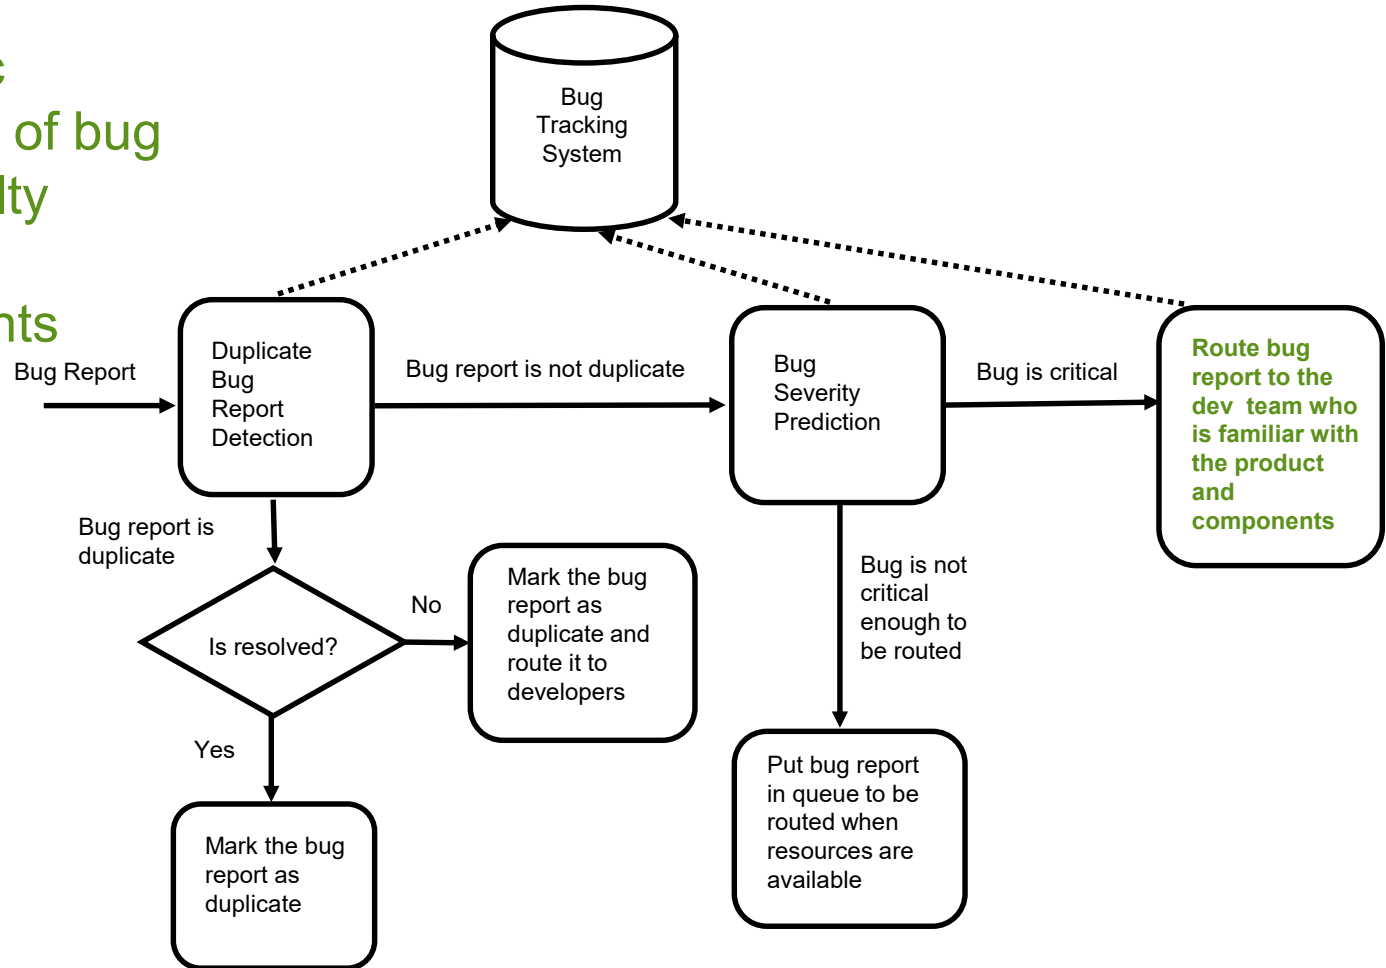 of bug
Bug
Tracking
System
Bug Report
Duplicate
Bug
Report
Detection
Bug report is not duplicate
Bug
Severity
Prediction
Bug is critical
Route bug
report to the
dev team who
is familiar with
the product
and
components
Bug report is
duplicate
Is resolved?
No
Mark the bug
report as
duplicate and
route it to
developers
Bug is not
critical
enough to
be routed
Yes
Mark the bug
report as
duplicate
Put bug report
in queue to be
routed when
resources are
available